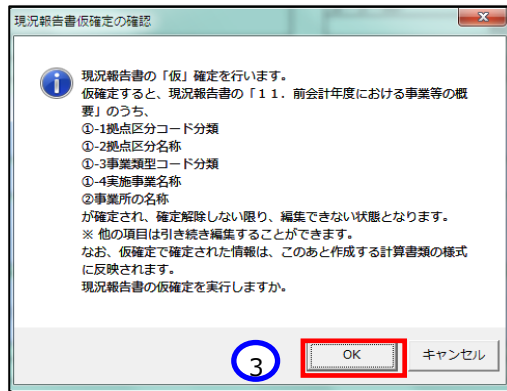 現況報告書仮確定の確認
現況報告書の「仮」確定を行います。
仮確定すると、現況報告書の「１１．前会計年度における事業等の概
要」のうち、
①-1拠点区分コード分類
①-2拠点区分名称
①-3事業類型コード分類
①-4実施事業名称
②事業所の名称
が確定され、確定解除しない限り、編集できない状態となります。
※ 他の項目は引き続き編集することができます。
なお、仮確定で確定された情報は、このあと作成する計算書類の様式
に反映されます。
現況報告書の仮確定を実行しますか。
3
OK
キャンセル